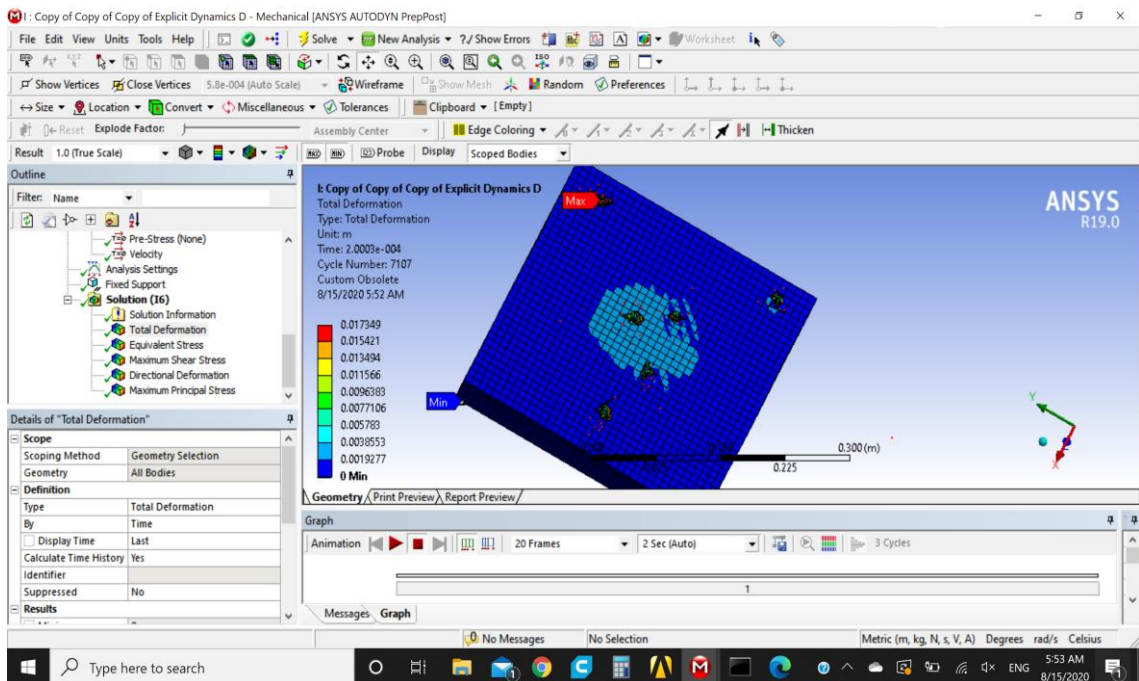 I : Copy of Copy of Copy of Explicit Dynamics D - Mechanical [ANSYS AUTODYN PrepPost]
File Edit View Units Tools Help Solve New Analysis ?/ Show Errors A Worksheet
ISO
Show Vertices Close Vertices 5.8e-004 (Auto Scale) Wireframe Show Mesh Random Preferences
Size Location Convert Miscellaneous Tolerances Clipboard [Empty]
Reset Explode Factor: Assembly Center Edge Coloring Thicken
Result 1.0 (True Scale) MAX MIN Probe Display Scoped Bodies
Outline
Filter: Name
Pre-Stress (None)
Velocity
Analysis Settings
Fixed Support
Solution (I6)
Solution Information
Total Deformation
Equivalent Stress
Maximum Shear Stress
Directional Deformation
Maximum Principal Stress
Details of "Total Deformation"
Scope
Scoping Method Geometry Selection
Geometry All Bodies
Definition
Type Total Deformation
By Time
Display Time Last
Calculate Time History Yes
Identifier
Suppressed No
Results
I: Copy of Copy of Copy of Explicit Dynamics D
Total Deformation
Type: Total Deformation
Unit: m
Time: 2.0003e-004
Cycle Number: 7107
Custom Obsolete
8/15/2020 5:52 AM
0.017349
0.015421
0.013494
0.011566
0.0096383
0.0077106
0.005783
0.0038553
0.0019277
0 Min
Max
Min
ANSYS
R19.0
0.300 (m)
0.225
Y
X
Geometry Print Preview Report Preview
Graph
Animation 20 Frames 2 Sec (Auto) 3 Cycles
1
Messages Graph
No Messages No Selection Metric (m, kg, N, s, V, A) Degrees rad/s Celsius
Type here to search ENG 5:53 AM
8/15/2020